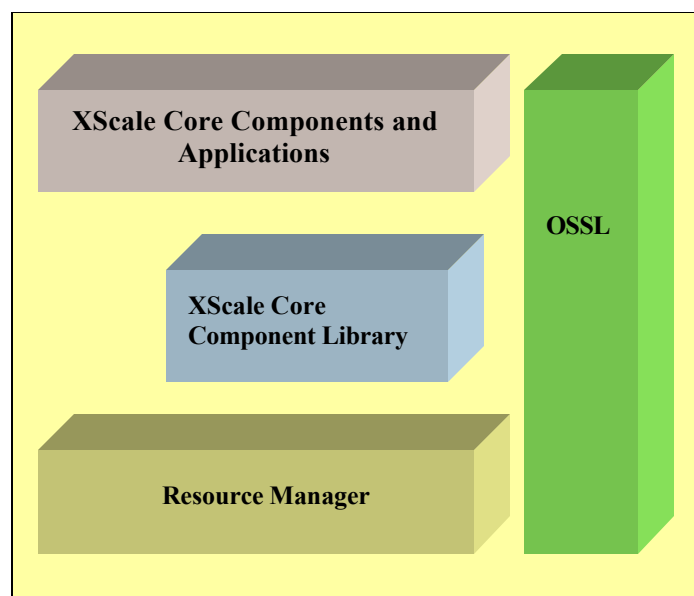 XScale Core Components and
Applications
OSSL
XScale Core
Component Library
Resource Manager